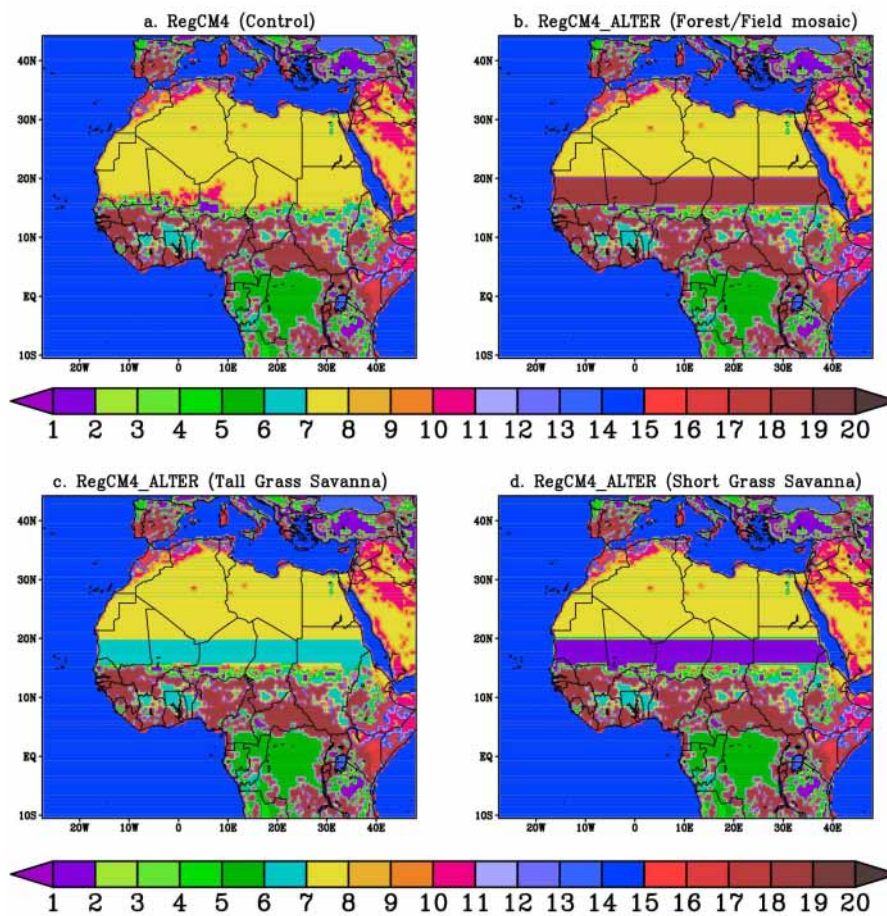 a. RegCM4 (Control)
b. RegCM4_ALTER (Forest/Field mosaic)
40N
30N
20N
10N
EQ
10S
20W 10W 0 10E 20E 30E 40E
40N
30N
20N
10N
EQ
10S
20W 10W 0 10E 20E 30E 40E
1 2 3 4 5 6 7 8 9 10 11 12 13 14 15 16 17 18 19 20
c. RegCM4_ALTER (Tall Grass Savanna)
d. RegCM4_ALTER (Short Grass Savanna)
40N
30N
20N
10N
EQ
10S
20W 10W 0 10E 20E 30E 40E
40N
30N
20N
10N
EQ
10S
20W 10W 0 10E 20E 30E 40E
1 2 3 4 5 6 7 8 9 10 11 12 13 14 15 16 17 18 19 20